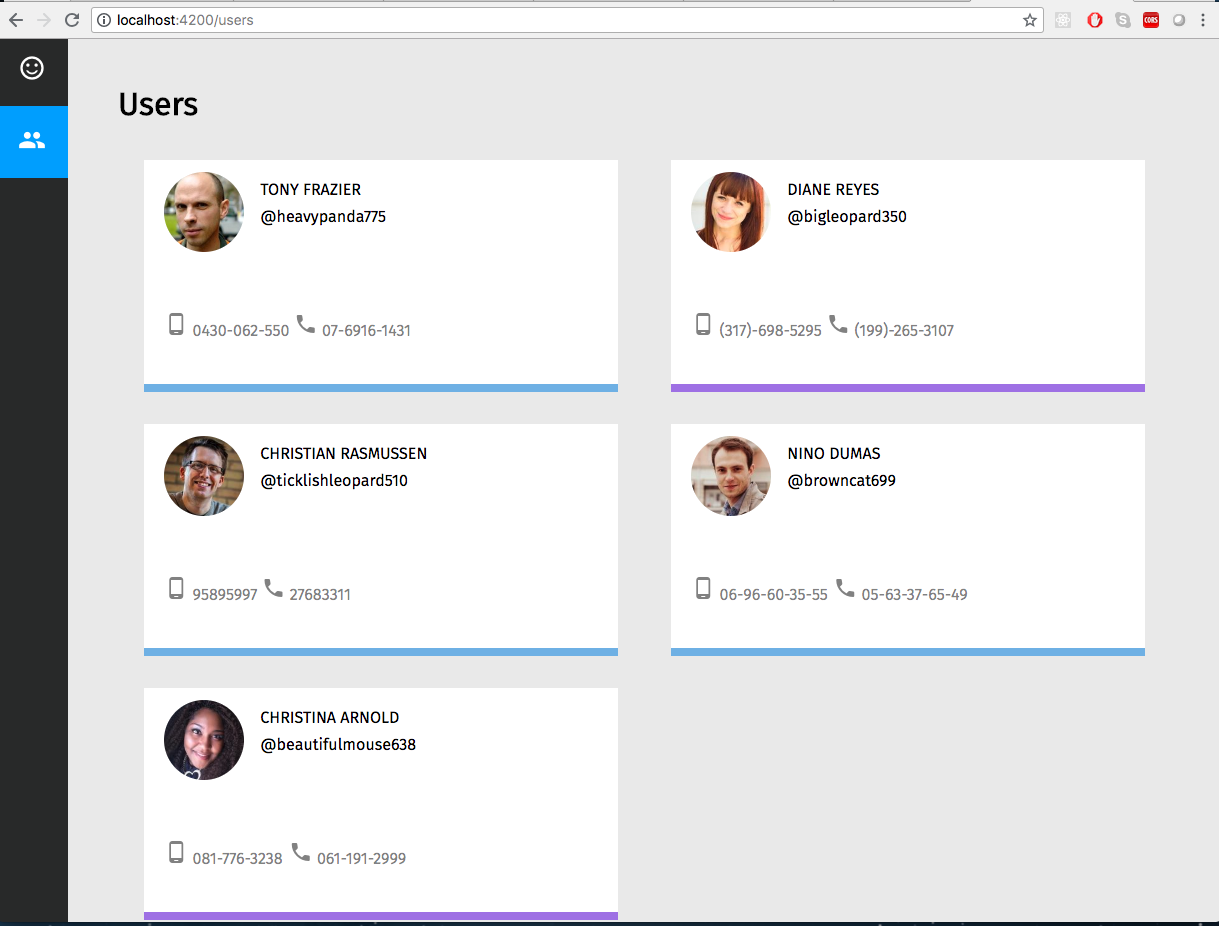 localhost:4200/users
CORS
Users
TONY FRAZIER
@heavypanda775
0430-062-550 07-6916-1431
DIANE REYES
@bigleopard350
(317)-698-5295 (199)-265-3107
CHRISTIAN RASMUSSEN
@ticklishleopard510
95895997 27683311
NINO DUMAS
@browncat699
06-96-60-35-55 05-63-37-65-49
CHRISTINA ARNOLD
@beautifulmouse638
081-776-3238 061-191-2999